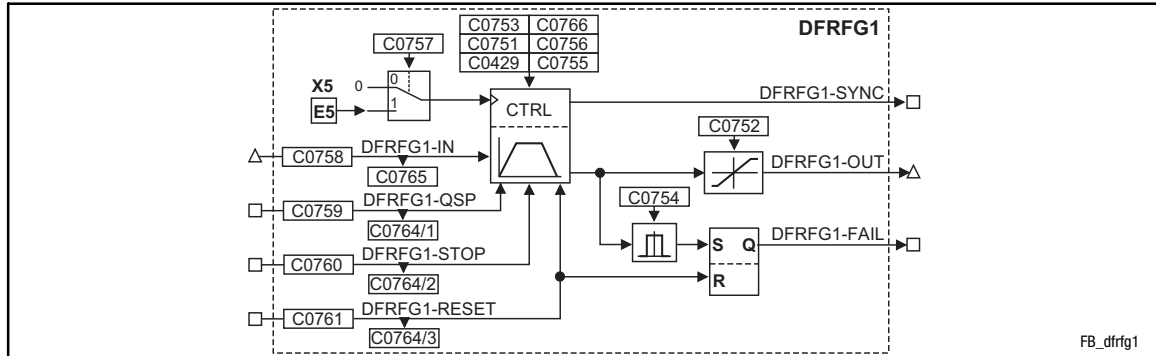 C0753 C0766 DFRFG1
C0757 C0751 C0756
C0429 C0755
X5 0 0
E5 1
CTRL
DFRFG1-SYNC
C0752
C0758 DFRFG1-IN
C0765
DFRFG1-OUT
C0759 DFRFG1-QSP
C0764/1
C0754
C0760 DFRFG1-STOP
C0764/2
S Q DFRFG1-FAIL
R
C0761 DFRFG1-RESET
C0764/3
FB_dfrfg1